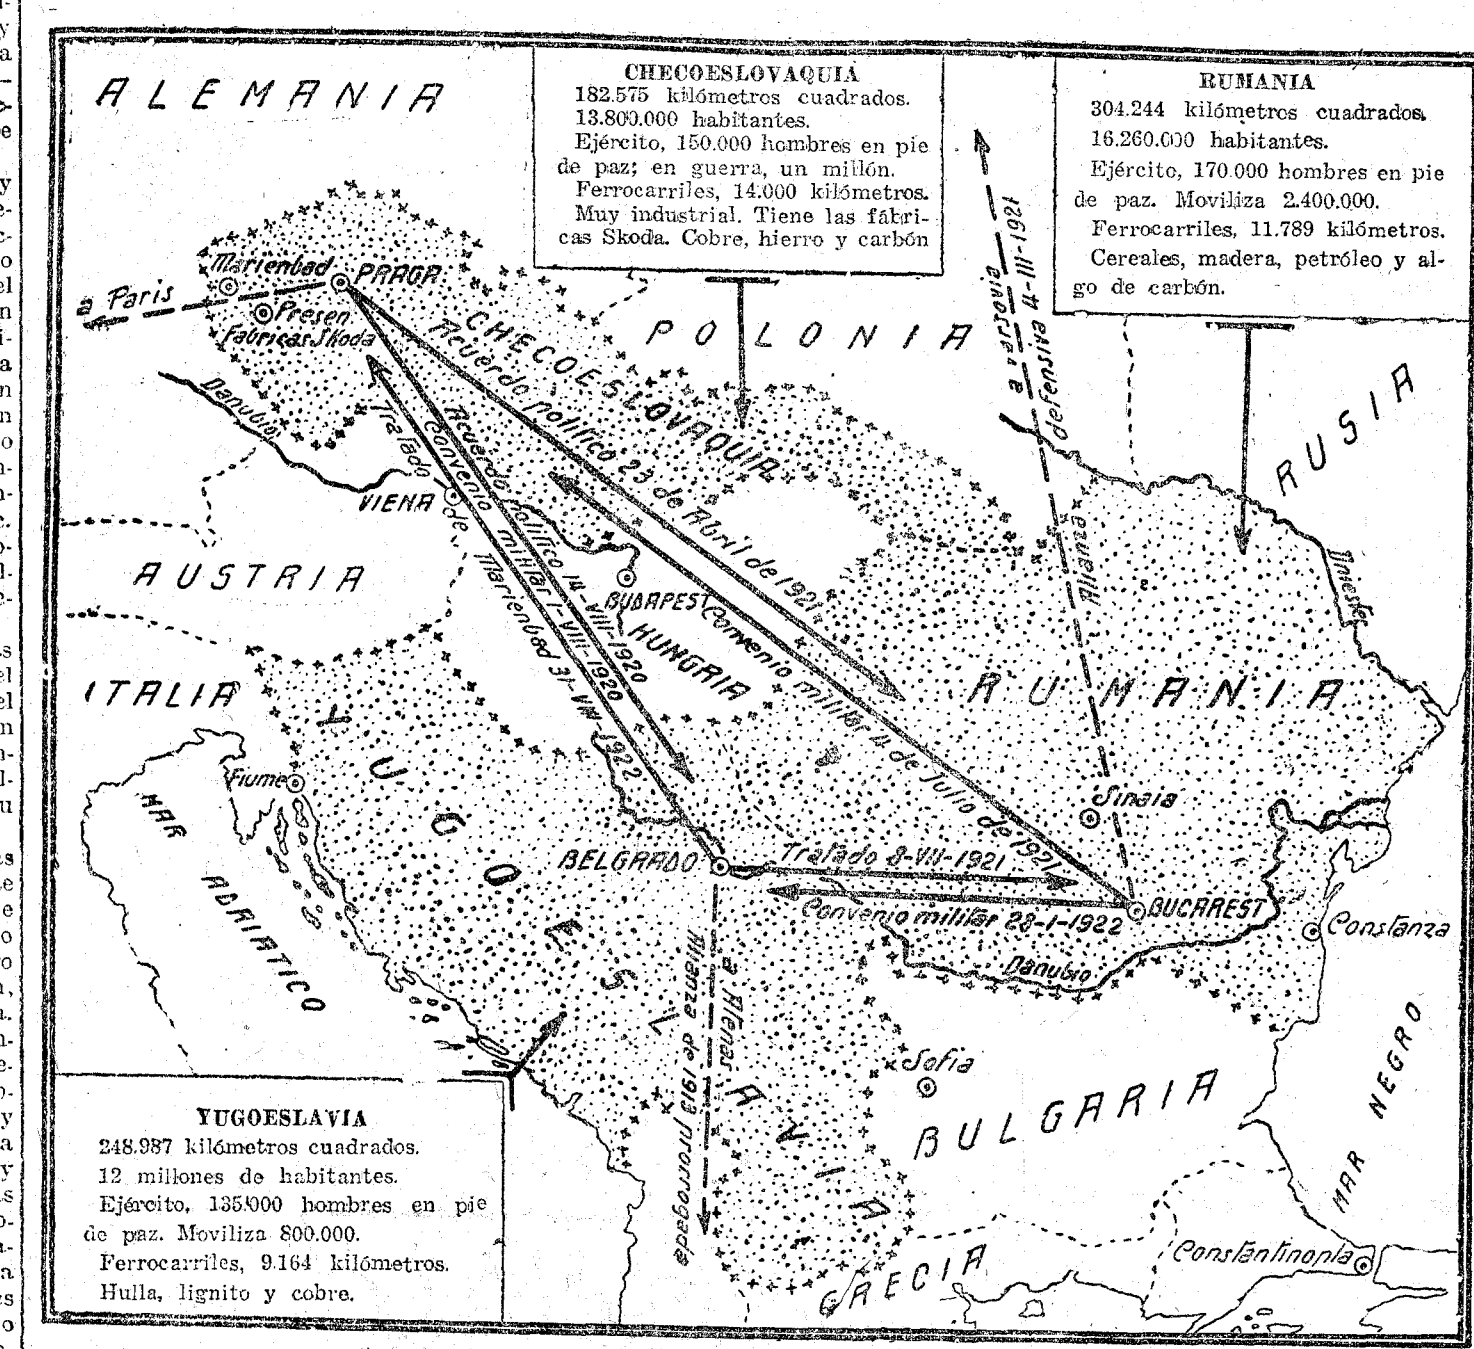 ALEMANIA
CHECOESLOVAQUIA
182.575 kilómetros cuadrados.
13.800.000 habitantes.
Ejército, 150.000 hombres en pie
de paz; en guerra, un millón.
Ferrocarriles, 14.000 kilómetros.
Muy industrial. Tiene las fábri-
cas Skoda. Cobre, hierro y carbón
RUMANIA
304.244 kilómetros cuadrados.
16.260.000 habitantes.
Ejército, 170.000 hombres en pie
de paz. Moviliza 2.400.000.
Ferrocarriles, 11.789 kilómetros.
Cereales, madera, petróleo y al-
go de carbón.
a Paris
Marienbad
PRAGA
Presen
Fabricas Skoda
CHECOESLOVAQUIA
POLONIA
a Varsovia
defensiva 4-III-1921
Alianza
RUSIA
Danubio
VIENA
AUSTRIA
Acuerdo político 23 de Abril de 1921
Convenio militar 4 de Julio de 1921
Acuerdo político 14-VIII-1920
Convenio militar 1-VIII-1920
Tratado de Marienbad 31-VIII-1922
BUDAPEST
HUNGRIA
Dniester
ITALIA
RUMANIA
YUGOESLAVIA
Fiume
MAR ADRIATICO
Sinaia
BELGRADO
Tratado 8-VII-1921
Convenio militar 28-1-1922
BUCAREST
Constanza
Danubio
a Atenas
Alianza de 1913 prorrogada
Sofia
BULGARIA
MAR NEGRO
GRECIA
Constantinopla
YUGOESLAVIA
248.987 kilómetros cuadrados.
12 millones de habitantes.
Ejército, 135.000 hombres en pie
de paz. Moviliza 800.000.
Ferrocarriles, 9.164 kilómetros.
Hulla, lignito y cobre.